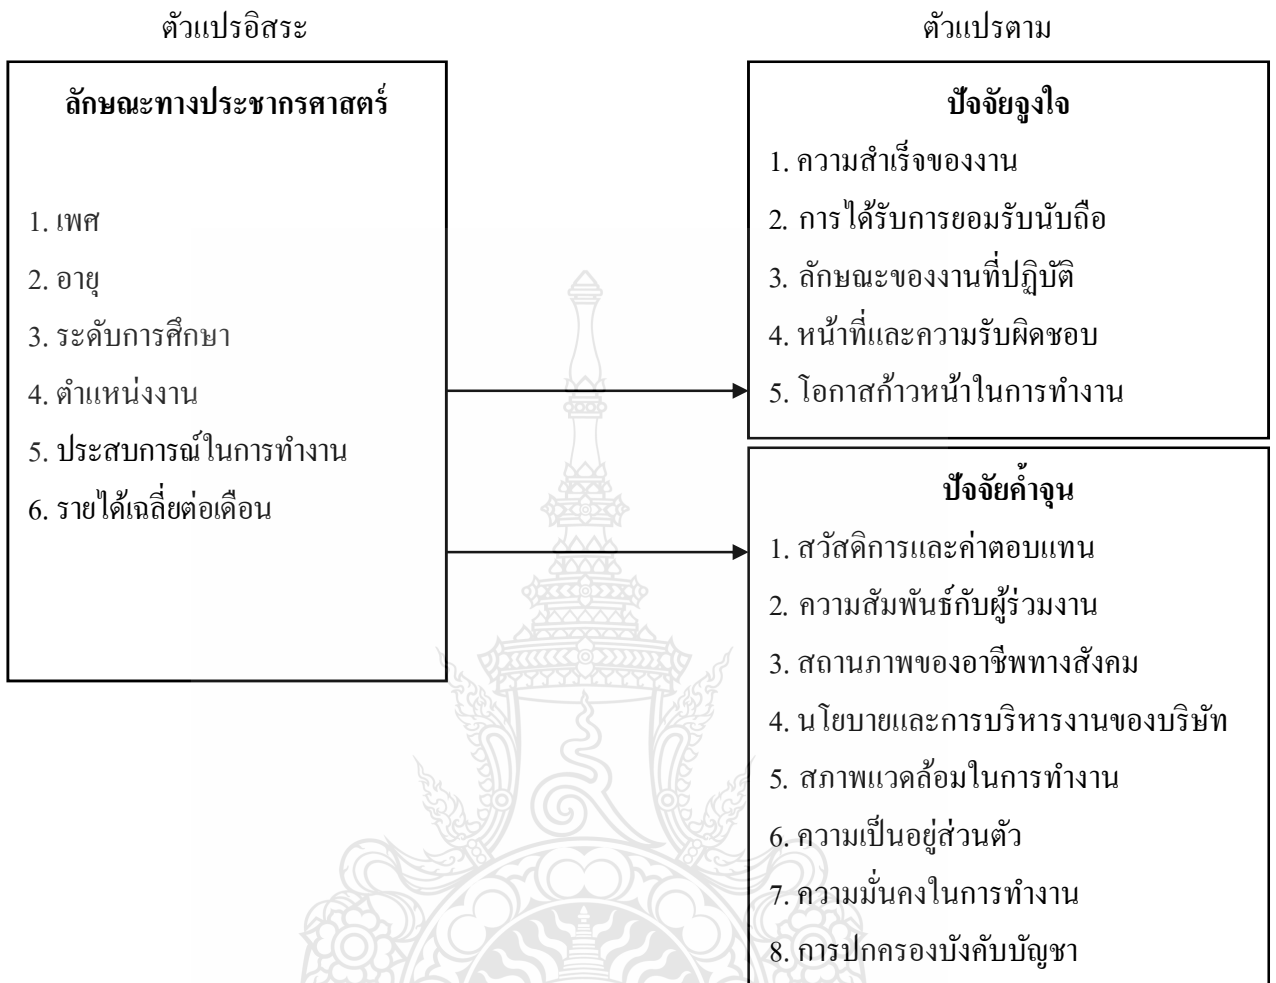 ตัวแปรอิสระ
ตัวแปรตาม
ลักษณะทางประชากรศาสตร์
1. เพศ
2. อายุ
3. ระดับการศึกษา
4. ตำแหน่งงาน
5. ประสบการณ์ในการทำงาน
6. รายได้เฉลี่ยต่อเดือน
ปัจจัยจูงใจ
1. ความสำเร็จของงาน
2. การได้รับการยอมรับนับถือ
3. ลักษณะของงานที่ปฏิบัติ
4. หน้าที่และความรับผิดชอบ
5. โอกาสก้าวหน้าในการทำงาน
ปัจจัยค้ำจุน
1. สวัสดิการและค่าตอบแทน
2. ความสัมพันธ์กับผู้ร่วมงาน
3. สถานภาพของอาชีพทางสังคม
4. นโยบายและการบริหารงานของบริษัท
5. สภาพแวดล้อมในการทำงาน
6. ความเป็นอยู่ส่วนตัว
7. ความมั่นคงในการทำงาน
8. การปกครองบังคับบัญชา